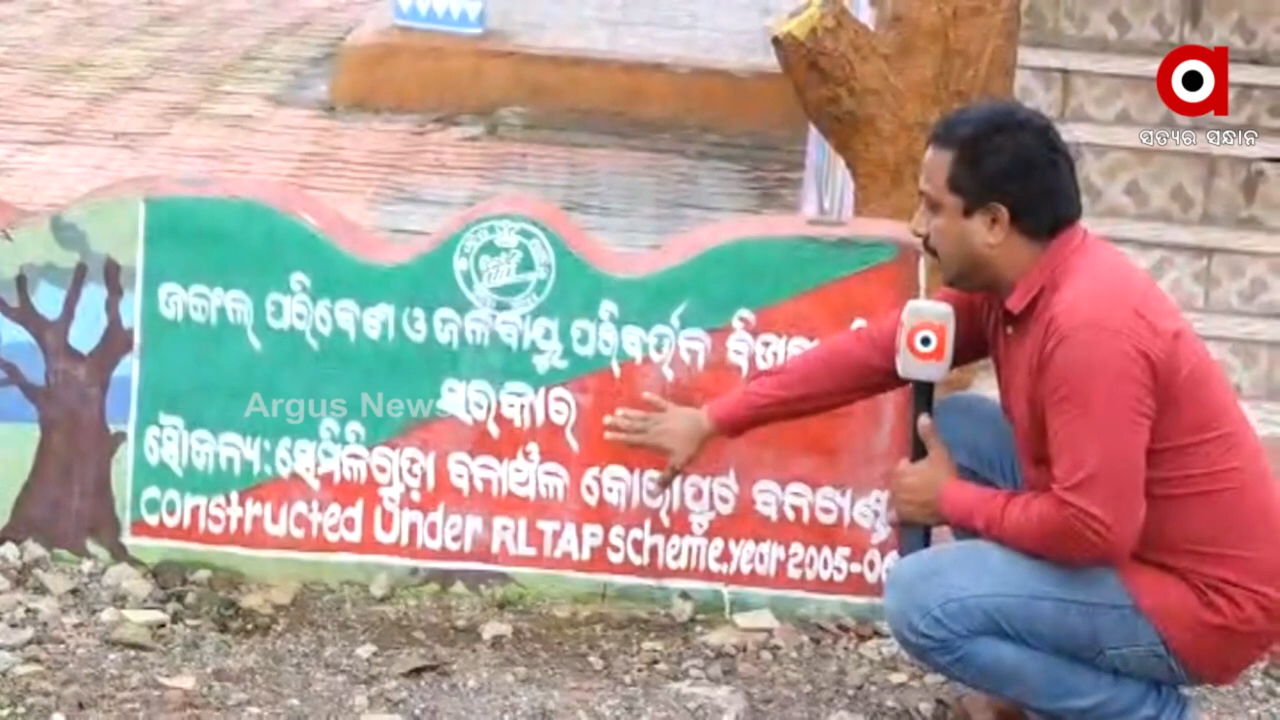 ସତ୍ୟର ସନ୍ଧାନ
ଜଙ୍ଗଲ୍ ପରିବେଶ ଓ ଜଳବାୟୁ ପରିବର୍ତ୍ତନ
Argus News
ସରକାର୍
ସୌଜନ୍ୟ: ସେମିଳିଗୁଡ଼ା ବନାଞ୍ଚଳ କୋରାପୁଟ ବନଖଣ୍ଡ
Constructed Under RLTAP Scheme. year 2005-0